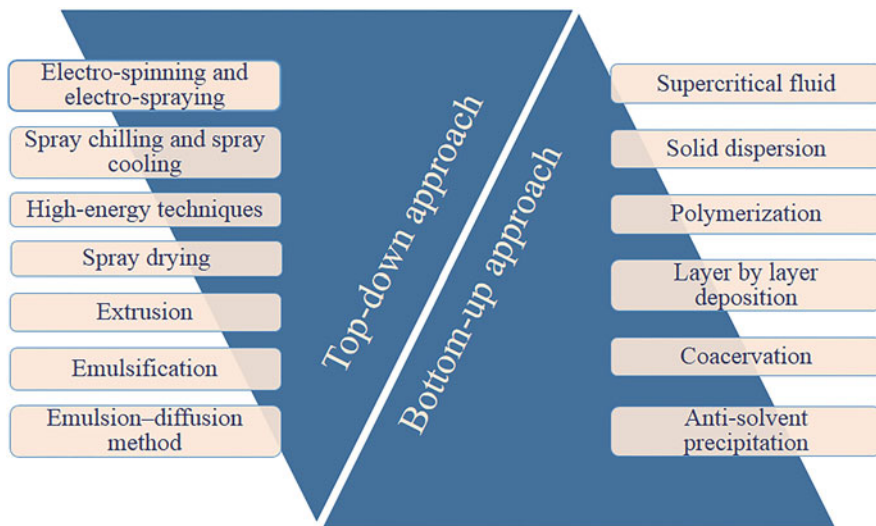 Electro-spinning and
electro-spraying
Spray chilling and spray
cooling
High-energy techniques
Spray drying
Extrusion
Emulsification
Emulsion–diffusion
method
Top-down approach
Bottom-up approach
Supercritical fluid
Solid dispersion
Polymerization
Layer by layer
deposition
Coacervation
Anti-solvent
precipitation